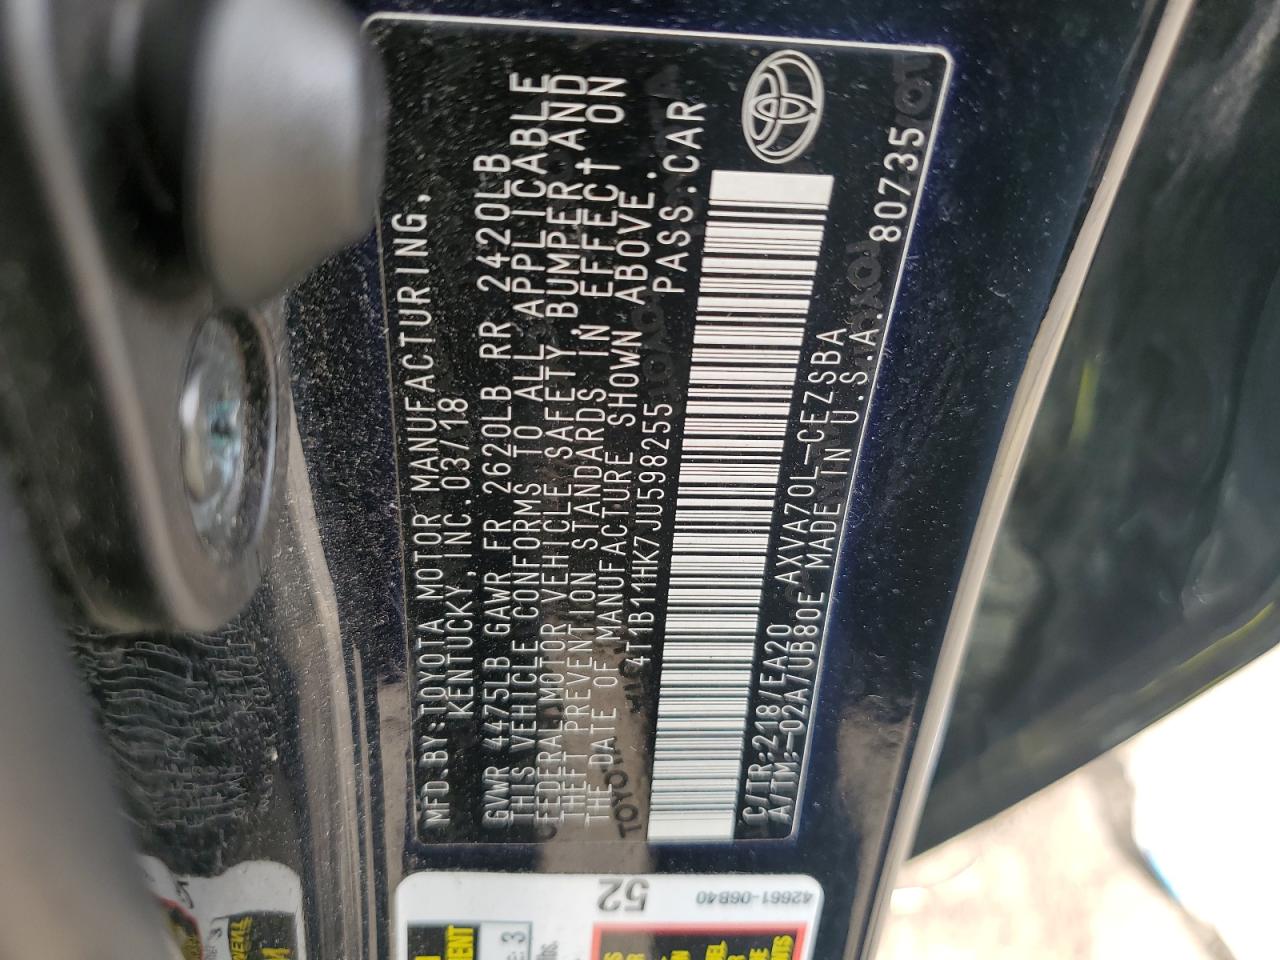 MFD.BY:TOYOTA MOTOR MANUFACTURING,
KENTUCKY,INC.03/18
GVWR 4475LB GAWR FR 2620LB RR 2420LB
THIS VEHICLE CONFORMS TO ALL APPLICABLE
FEDERAL MOTOR VEHICLE SAFETY,BUMPER,AND
THEFT PREVENTION STANDARDS IN EFFECT ON
THE DATE OF MANUFACTURE SHOWN ABOVE.
4T1B11HK7JU598255 PASS.CAR
C/TR:218/EA20 AXVA70L-CEZSBA
A/TM:-02A/UB80E MADE IN U.S.A. 80735
52
42661-06B40
3